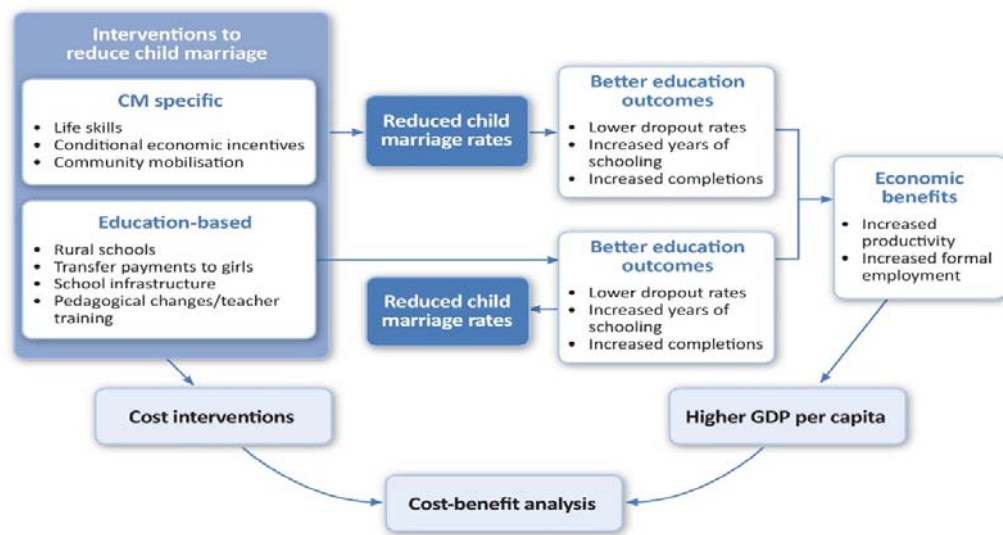 Interventions to
reduce child marriage
CM specific
• Life skills
• Conditional economic incentives
• Community mobilisation
Education-based
• Rural schools
• Transfer payments to girls
• School infrastructure
• Pedagogical changes/teacher
training
Reduced child
marriage rates
Better education
outcomes
• Lower dropout rates
• Increased years of
schooling
• Increased completions
Reduced child
marriage rates
Better education
outcomes
• Lower dropout rates
• Increased years of
schooling
• Increased completions
Economic
benefits
• Increased
productivity
• Increased formal
employment
Cost interventions
Higher GDP per capita
Cost-benefit analysis